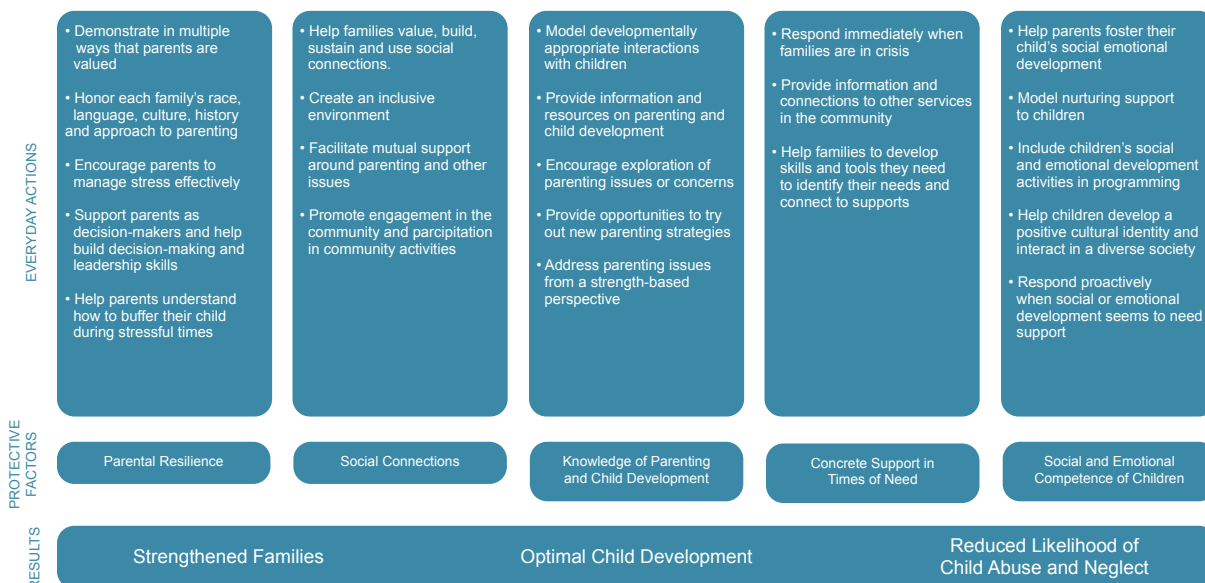 EVERYDAY ACTIONS
• Demonstrate in multiple
ways that parents are
valued
• Honor each family's race,
language, culture, history
and approach to parenting
• Encourage parents to
manage stress effectively
• Support parents as
decision-makers and help
build decision-making and
leadership skills
• Help parents understand
how to buffer their child
during stressful times
• Help families value, build,
sustain and use social
connections.
• Create an inclusive
environment
• Facilitate mutual support
around parenting and other
issues
• Promote engagement in the
community and parcipitation
in community activities
• Model developmentally
appropriate interactions
with children
• Provide information and
resources on parenting and
child development
• Encourage exploration of
parenting issues or concerns
• Provide opportunities to try
out new parenting strategies
• Address parenting issues
from a strength-based
perspective
• Respond immediately when
families are in crisis
• Provide information and
connections to other services
in the community
• Help families to develop
skills and tools they need
to identify their needs and
connect to supports
• Help parents foster their
child's social emotional
development
• Model nurturing support
to children
• Include children's social
and emotional development
activities in programming
• Help children develop a
positive cultural identity and
interact in a diverse society
• Respond proactively
when social or emotional
development seems to need
support
PROTECTIVE
FACTORS
Parental Resilience
Social Connections
Knowledge of Parenting
and Child Development
Concrete Support in
Times of Need
Social and Emotional
Competence of Children
RESULTS
Strengthened Families
Optimal Child Development
Reduced Likelihood of
Child Abuse and Neglect